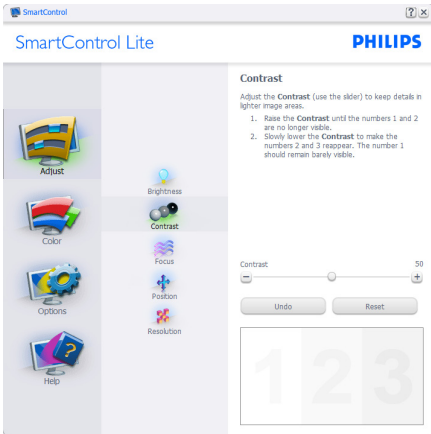 SmartControl
SmartControl Lite
PHILIPS
Adjust
Color
Options
Help
Brightness
Contrast
Focus
Position
Resolution
Contrast
Adjust the Contrast (use the slider) to keep details in
lighter image areas.
1. Raise the Contrast until the numbers 1 and 2
are no longer visible.
2. Slowly lower the Contrast to make the
numbers 2 and 3 reappear. The number 1
should remain barely visible.
Contrast 50
Undo Reset
1 2 3